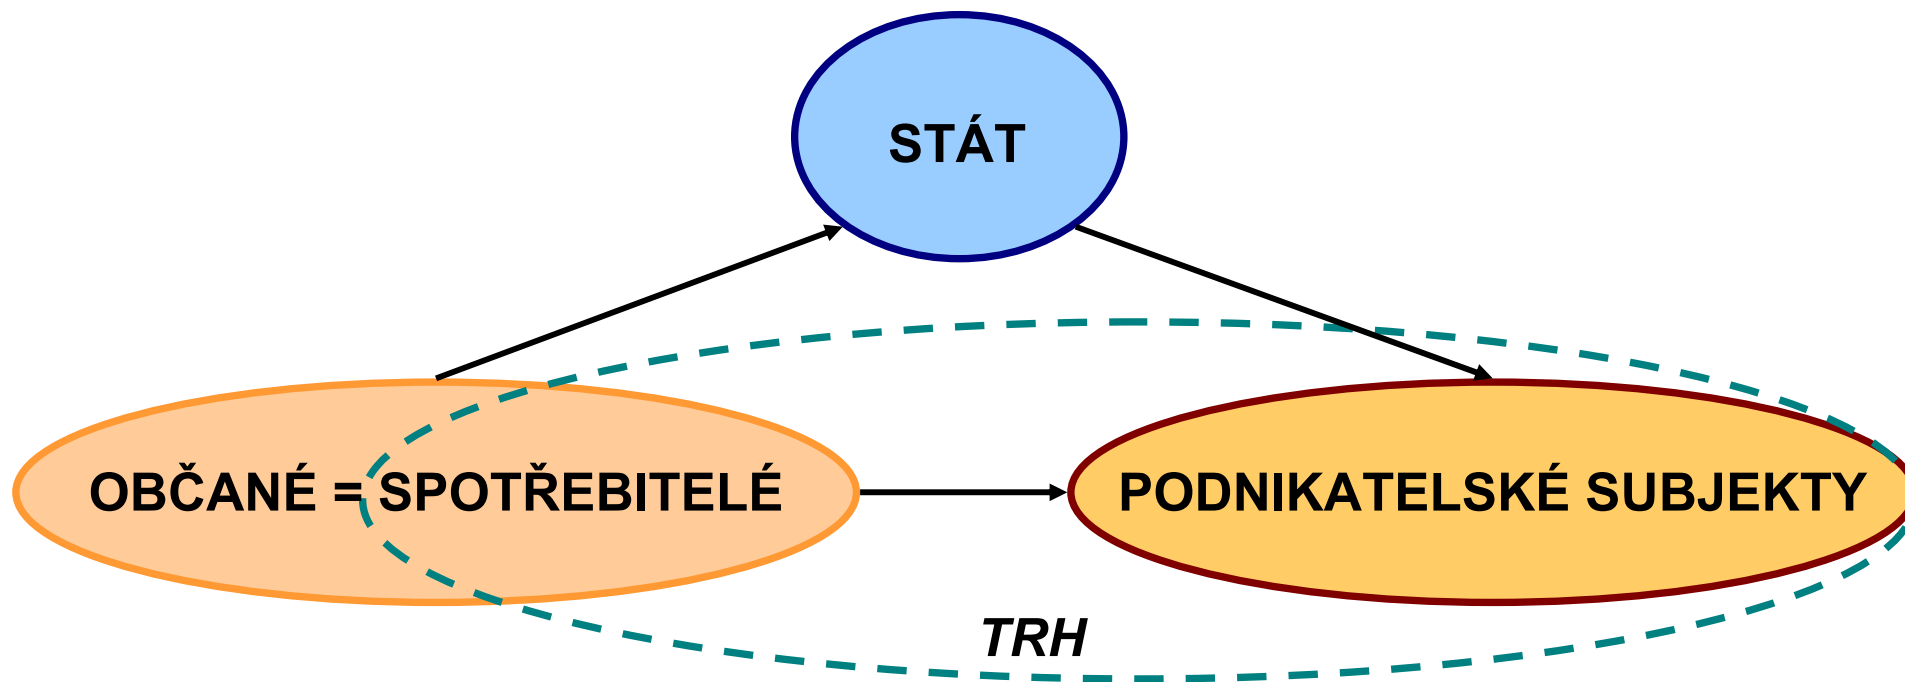 STÁT
OBČANÉ = SPOTŘEBITELÉ
PODNIKATELSKÉ SUBJEKTY
TRH